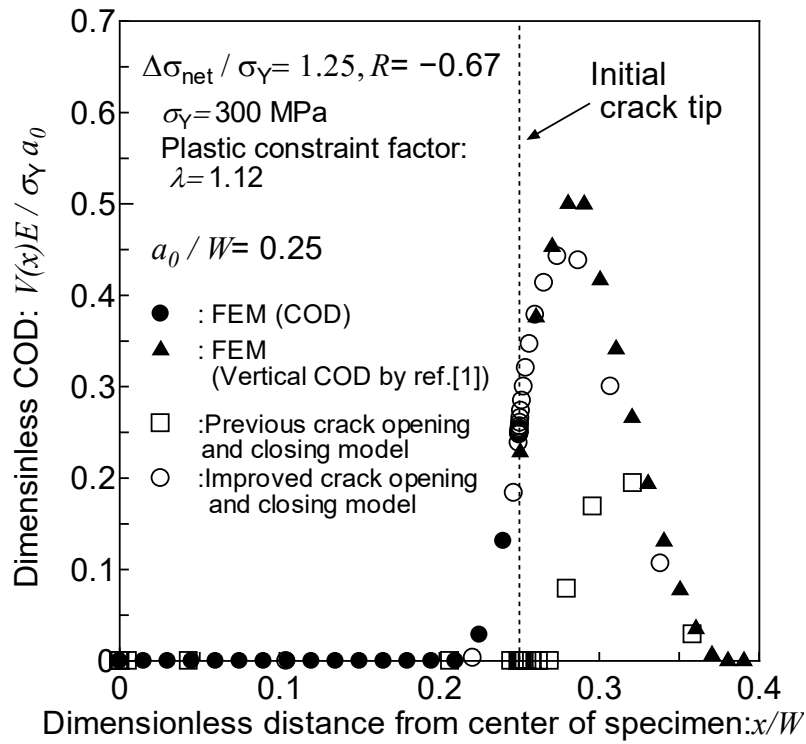 0.7
0.6
0.5
0.4
0.3
0.2
0.1
0
Dimensinless COD: V(x)E / σY a0
Δσnet / σY= 1.25, R= −0.67
σY=300 MPa
Plastic constraint factor:
λ=1.12
a0 / W= 0.25
: FEM (COD)
: FEM
(Vertical COD by ref.[1])
:Previous crack opening
and closing model
:Improved crack opening
and closing model
Initial
crack tip
0 0.1 0.2 0.3 0.4
Dimensionless distance from center of specimen:x/W